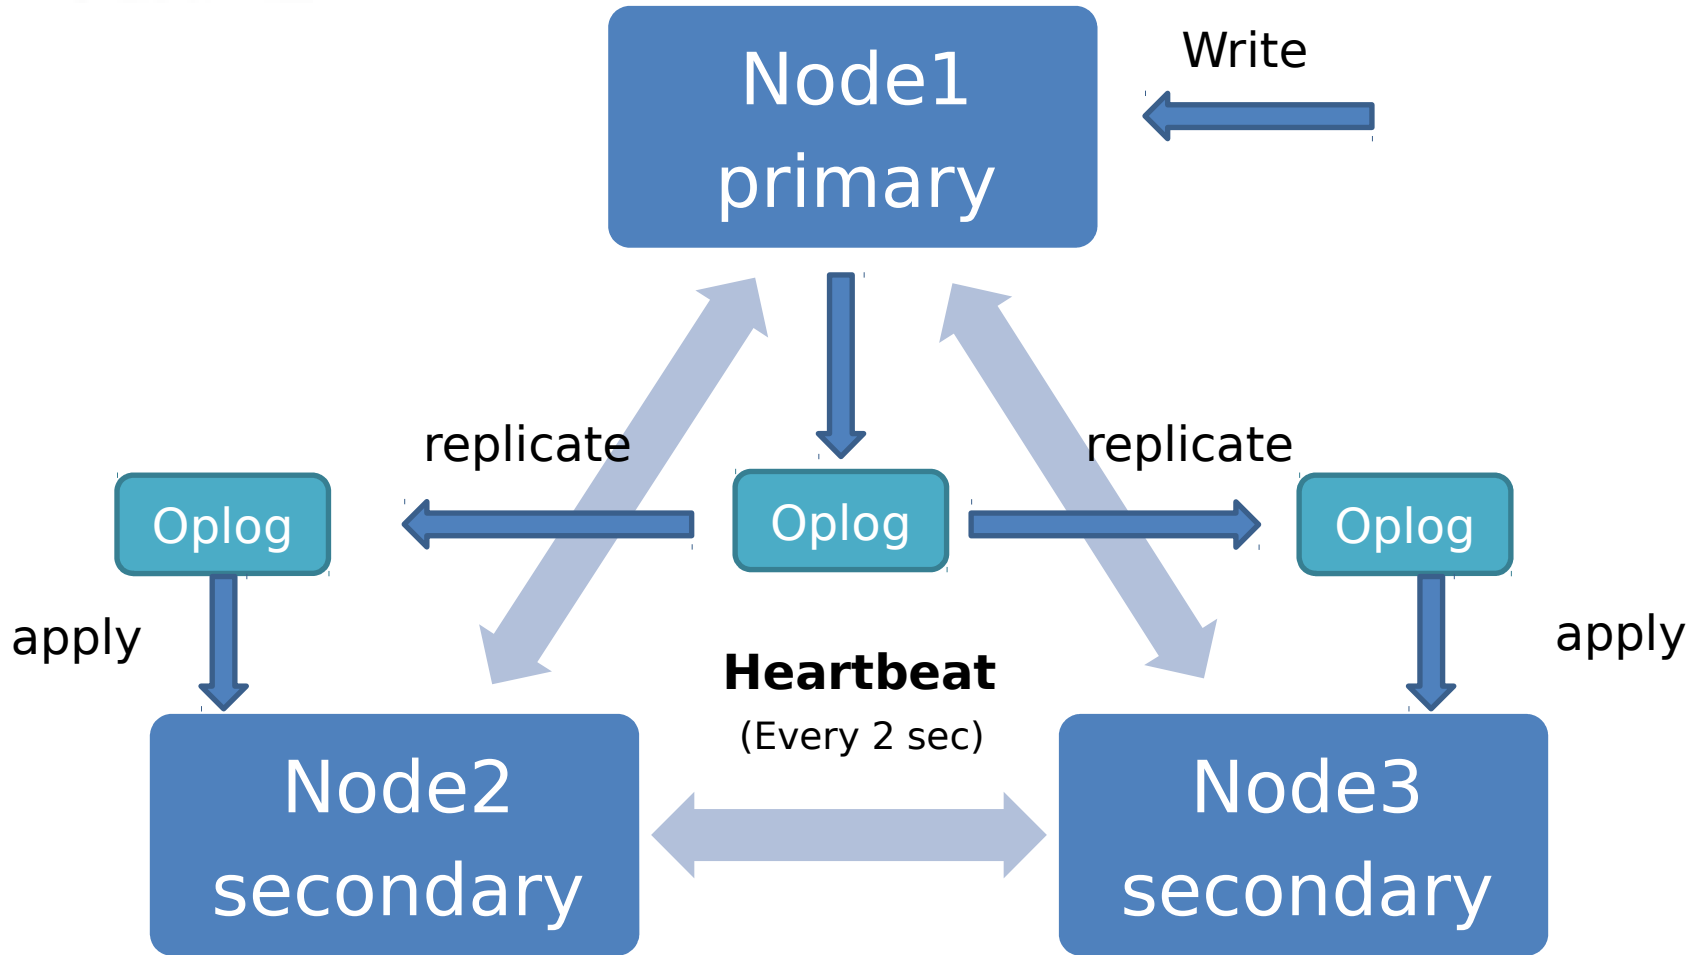 Node1
primary
Write
replicate
replicate
Oplog
Oplog
Oplog
apply
apply
Heartbeat
(Every 2 sec)
Node2
secondary
Node3
secondary